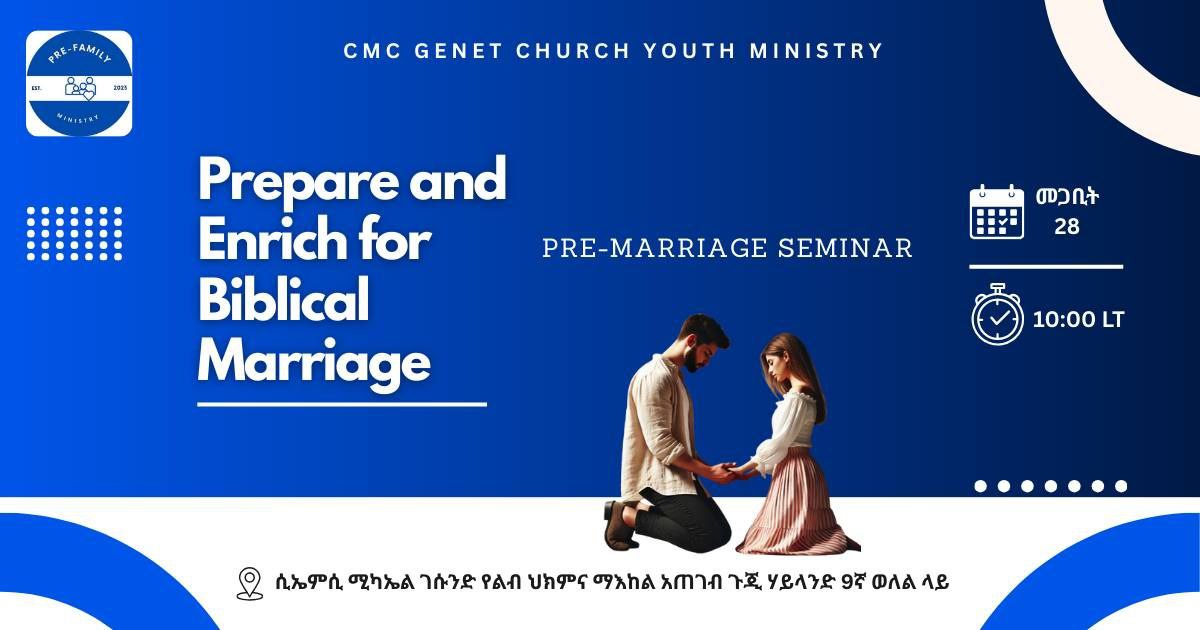 PRE-FAMILY
EST.
2023
MINISTRY
CMC GENET CHURCH YOUTH MINISTRY
Prepare and
Enrich for
Biblical
Marriage
PRE-MARRIAGE SEMINAR
መጋቢት
28
10:00 LT
ሲኤምሲ ሚካኤል ገሱንድ የልብ ህክምና ማእከል አጠገብ ጉጂ ሃይላንድ 9ኛ ወለል ላይ